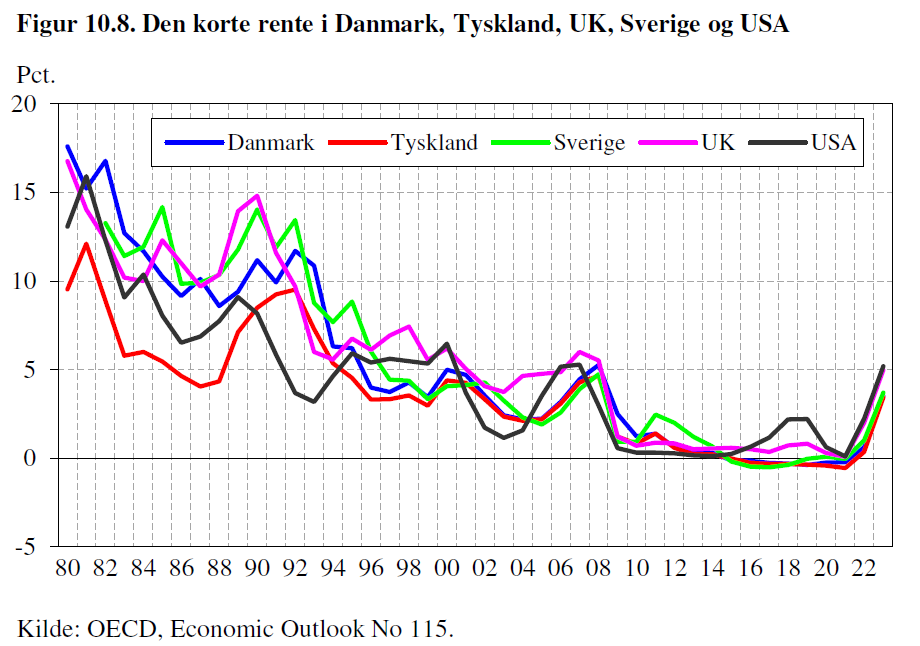 Figur 10.8. Den korte rente i Danmark, Tyskland, UK, Sverige og USA
Pct.
20
Danmark Tyskland Sverige UK USA
15
10
5
0
-5
80 82 84 86 88 90 92 94 96 98 00 02 04 06 08 10 12 14 16 18 20 22
Kilde: OECD, Economic Outlook No 115.